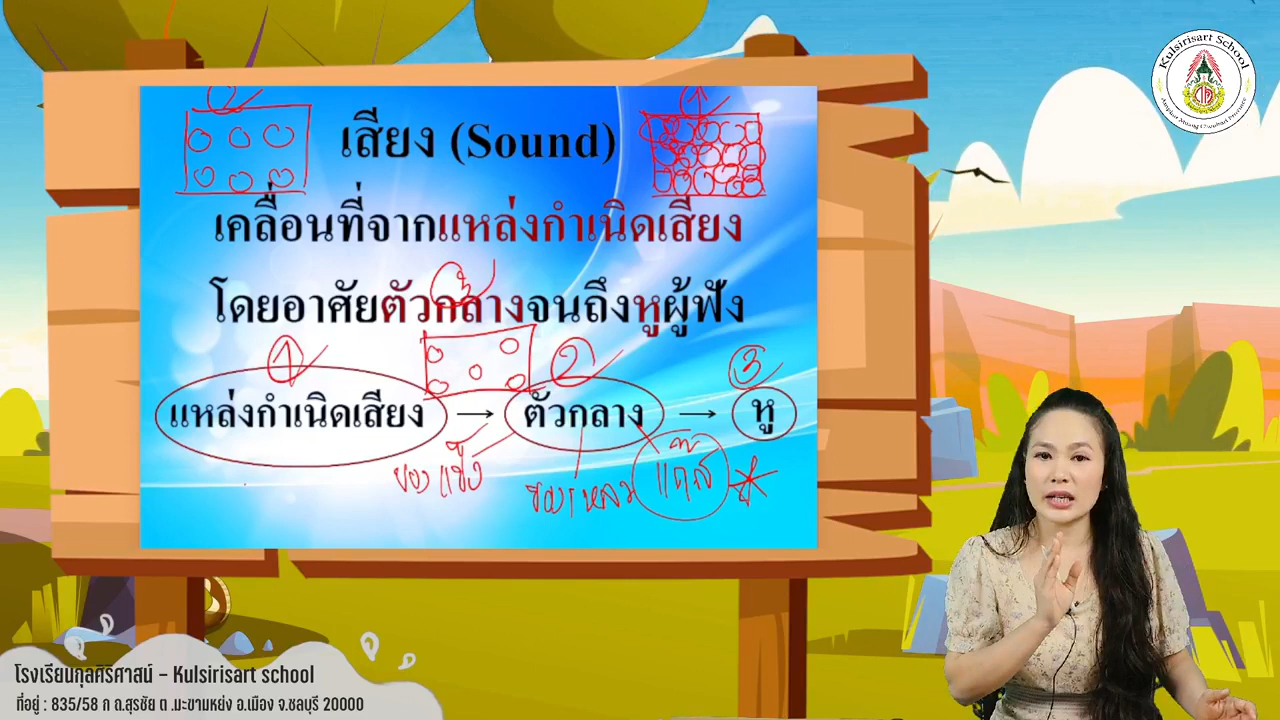 Kulsirisart School
②
①
เสียง (Sound)
เคลื่อนที่จากแหล่งกำเนิดเสียง
③
โดยอาศัยตัวกลางจนถึงหูผู้ฟัง
① ② ③
แหล่งกำเนิดเสียง → ตัวกลาง → หู
ของแข็ง ของเหลว แก๊ส
โรงเรียนกุลศิริศาสน์ - Kulsirisart school
ที่อยู่ : 835/58 ก ถ.สุรชัย ต .มะขามหย่ง อ.เมือง จ.ชลบุรี 20000